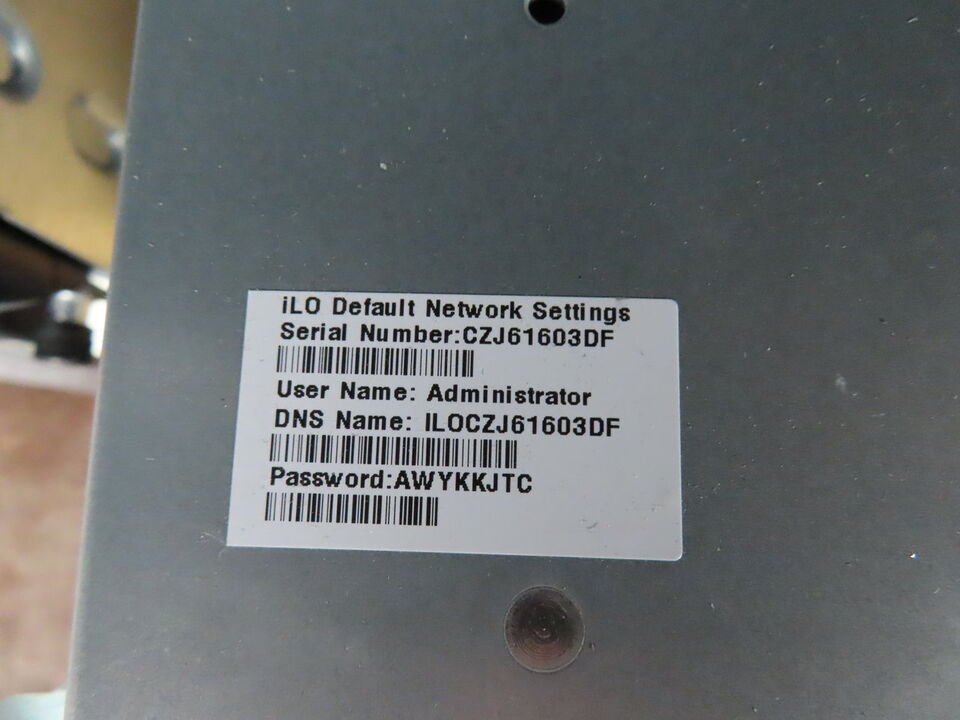 iLO Default Network Settings
Serial Number:CZJ61603DF
User Name: Administrator
DNS Name: ILOCZJ61603DF
Password:AWYKKJTC